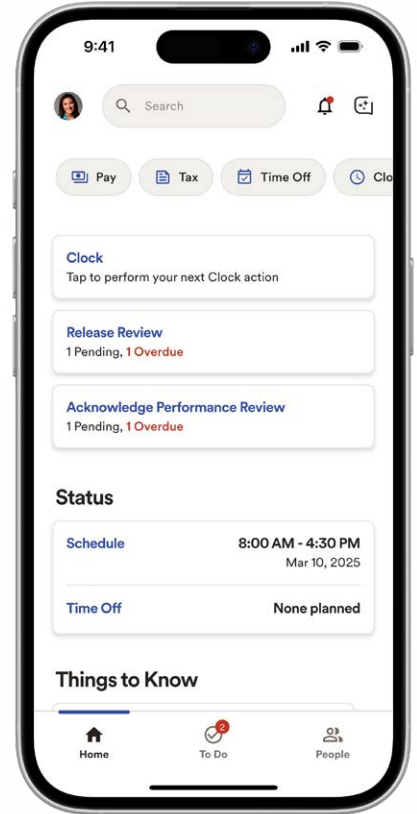 9:41
Search
Pay
Tax
Time Off
Clo
Clock
Tap to perform your next Clock action
Release Review
1 Pending, 1 Overdue
Acknowledge Performance Review
1 Pending, 1 Overdue
Status
Schedule
8:00 AM - 4:30 PM
Mar 10, 2025
Time Off
None planned
Things to Know
2
Home
To Do
People